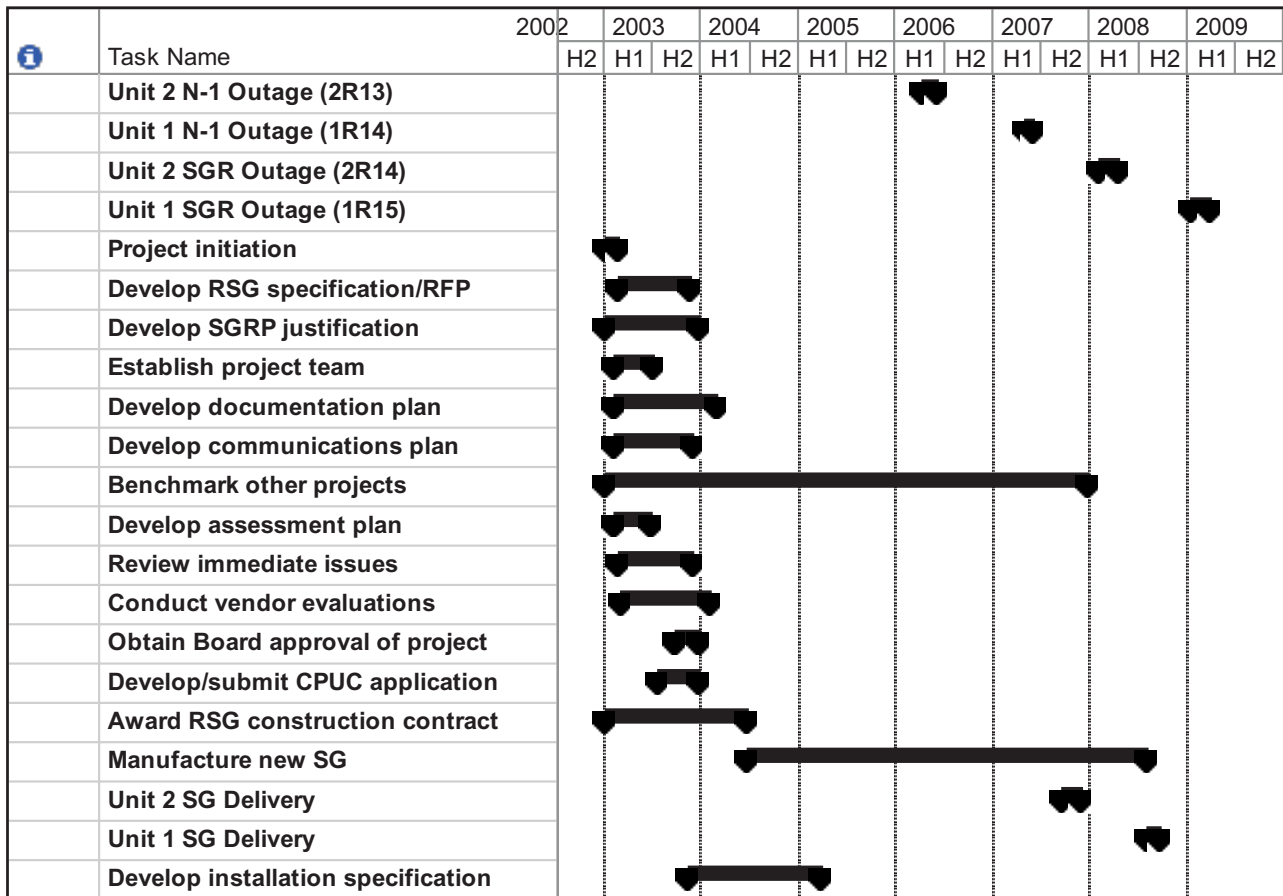 2002 2003 2004 2005 2006 2007 2008 2009
i Task Name H2 H1 H2 H1 H2 H1 H2 H1 H2 H1 H2 H1 H2 H1 H2
Unit 2 N-1 Outage (2R13)
Unit 1 N-1 Outage (1R14)
Unit 2 SGR Outage (2R14)
Unit 1 SGR Outage (1R15)
Project initiation
Develop RSG specification/RFP
Develop SGRP justification
Establish project team
Develop documentation plan
Develop communications plan
Benchmark other projects
Develop assessment plan
Review immediate issues
Conduct vendor evaluations
Obtain Board approval of project
Develop/submit CPUC application
Award RSG construction contract
Manufacture new SG
Unit 2 SG Delivery
Unit 1 SG Delivery
Develop installation specification